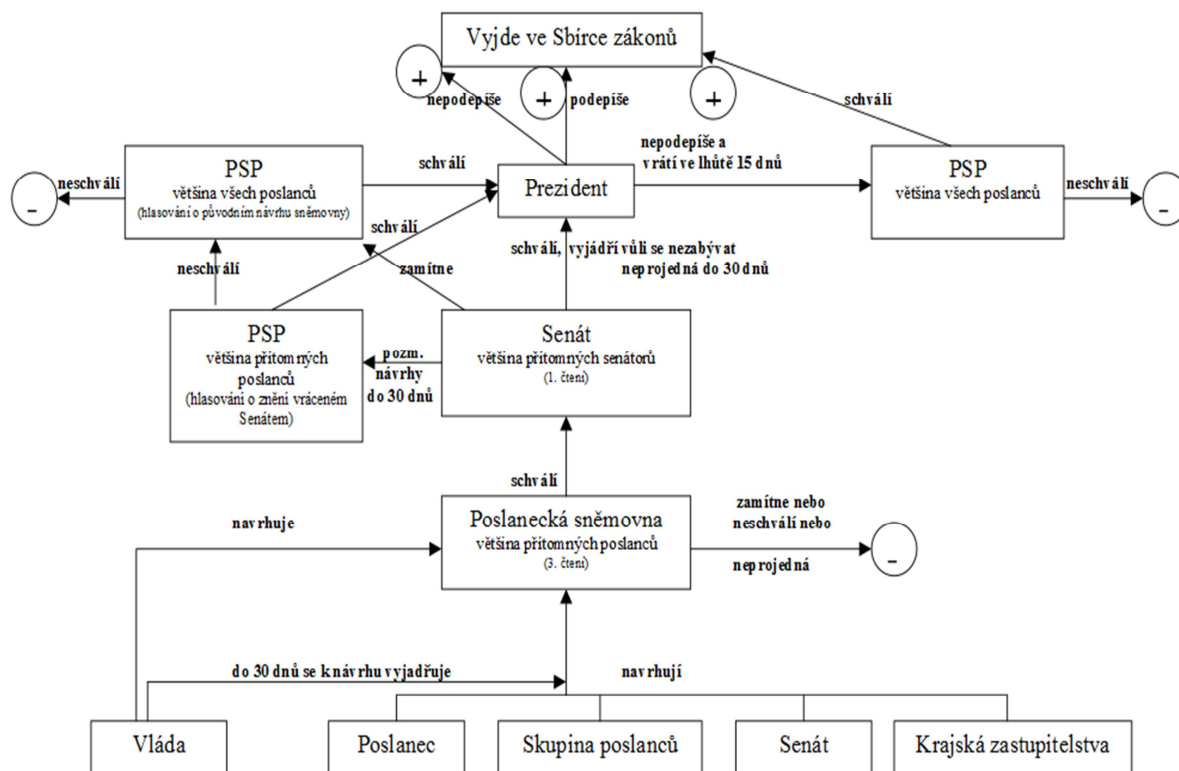 Vyjde ve Sbírce zákonů
+
+
+
nepodepíše
podepíše
schválí
PSP
většina všech poslanců
(hlasování o původním návrhu sněmovny)
neschválí
-
schválí
Prezident
nepodepíše a
vrátí ve lhůtě 15 dnů
PSP
většina všech poslanců
neschválí
-
schválí
neschválí
zamítne
schválí, vyjádří vůli se nezabývat
neprojedná do 30 dnů
PSP
většina přítomných
poslanců
(hlasování o znění vráceném
Senátem)
pozm.
návrhy
do 30 dnů
Senát
většina přítomných senátorů
(1. čtení)
schválí
navrhuje
Poslanecká sněmovna
většina přítomných poslanců
(3. čtení)
zamítne nebo
neschválí nebo
neprojedná
-
do 30 dnů se k návrhu vyjadřuje
navrhují
Vláda
Poslanec
Skupina poslanců
Senát
Krajská zastupitelstva